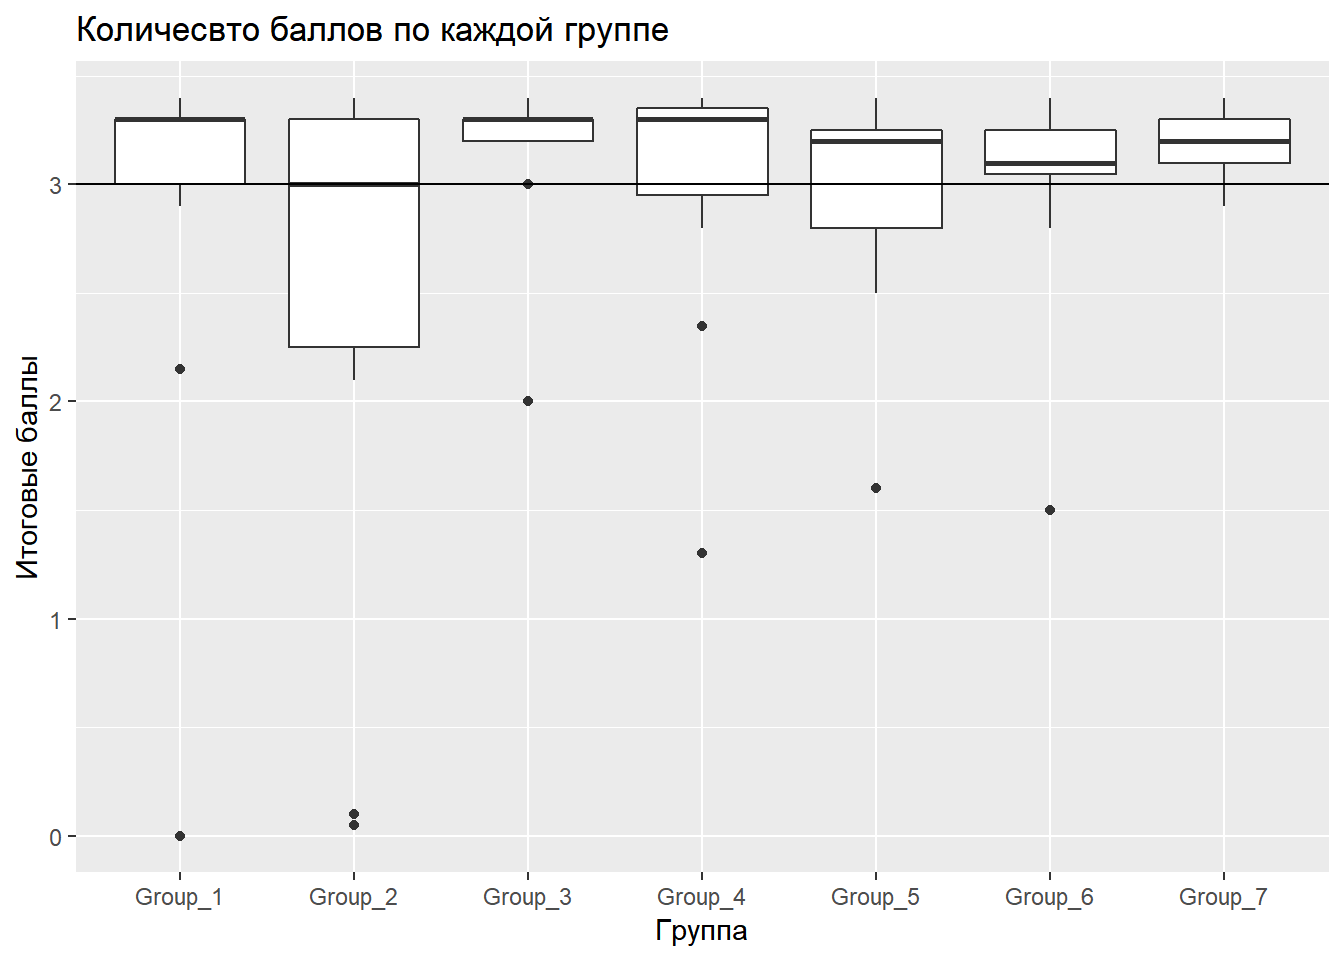 Количесвто баллов по каждой группе
Итоговые баллы
3
2
1
0
Group_1 Group_2 Group_3 Group_4 Group_5 Group_6 Group_7
Группа